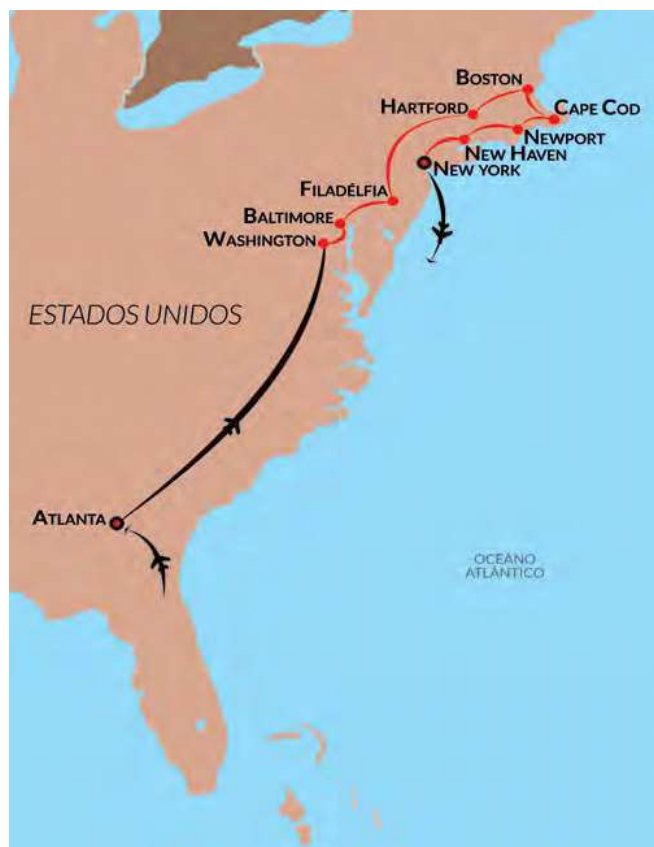 BOSTON
HARTFORD
CAPE COD
NEWPORT
NEW HAVEN
NEW YORK
FILADÉLFIA
BALTIMORE
WASHINGTON
ESTADOS UNIDOS
ATLANTA
OCEANO
ATLÂNTICO